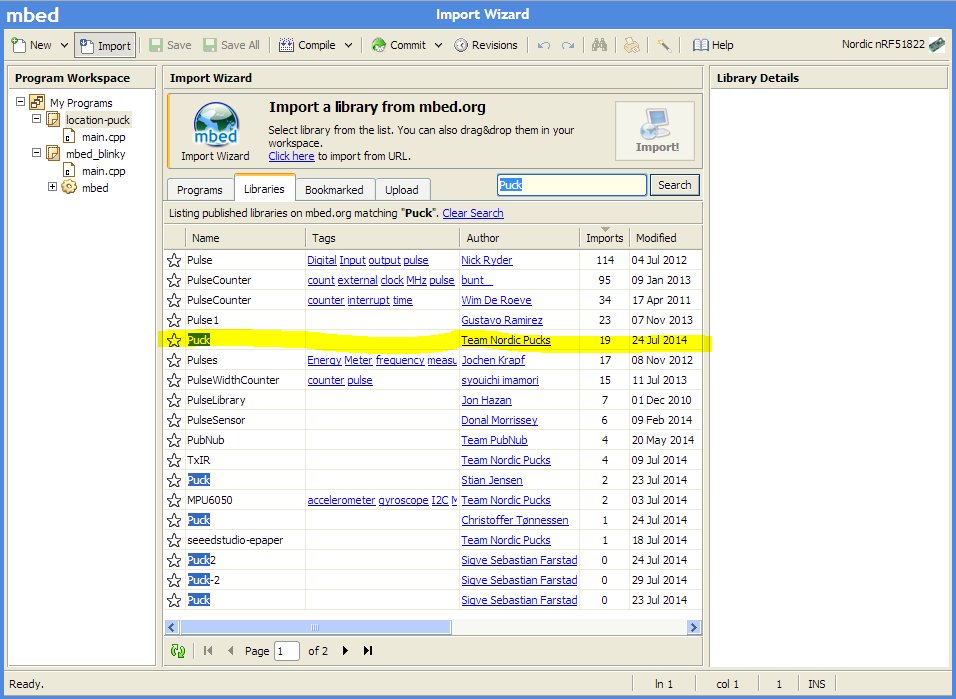 mbed Import Wizard
New Import Save Save All Compile Commit Revisions Help Nordic nRF51822
Program Workspace
My Programs
location-puck
main.cpp
mbed_blinky
main.cpp
mbed
Import Wizard
mbed
Import Wizard
Import a library from mbed.org
Select library from the list. You can also drag&drop them in your
workspace.
Click here to import from URL.
Import!
Programs Libraries Bookmarked Upload Puck Search
Listing published libraries on mbed.org matching "Puck". Clear Search
Name Tags Author Imports Modified
Pulse Digital Input output pulse Nick Ryder 114 04 Jul 2012
PulseCounter count external clock MHz pulse bunt__ 95 09 Jan 2013
PulseCounter counter interrupt time Wim De Roeve 34 17 Apr 2011
Pulse1 Gustavo Ramirez 23 07 Nov 2013
Puck Team Nordic Pucks 19 24 Jul 2014
Pulses Energy Meter frequency measu Jochen Krapf 17 08 Nov 2012
PulseWidthCounter counter pulse syouichi imamori 15 11 Jul 2013
PulseLibrary Jon Hazan 7 01 Dec 2010
PulseSensor Donal Morrissey 6 09 Feb 2014
PubNub Team PubNub 4 20 May 2014
TxIR Team Nordic Pucks 4 09 Jul 2014
Puck Stian Jensen 2 23 Jul 2014
MPU6050 accelerometer gyroscope I2C M Team Nordic Pucks 2 03 Jul 2014
Puck Christoffer Tønnessen 1 24 Jul 2014
seeedstudio-epaper Team Nordic Pucks 1 18 Jul 2014
Puck2 Sigve Sebastian Farstad 0 24 Jul 2014
Puck-2 Sigve Sebastian Farstad 0 29 Jul 2014
Puck Sigve Sebastian Farstad 0 23 Jul 2014
Page 1 of 2
Library Details
Ready. ln 1 col 1 1 INS